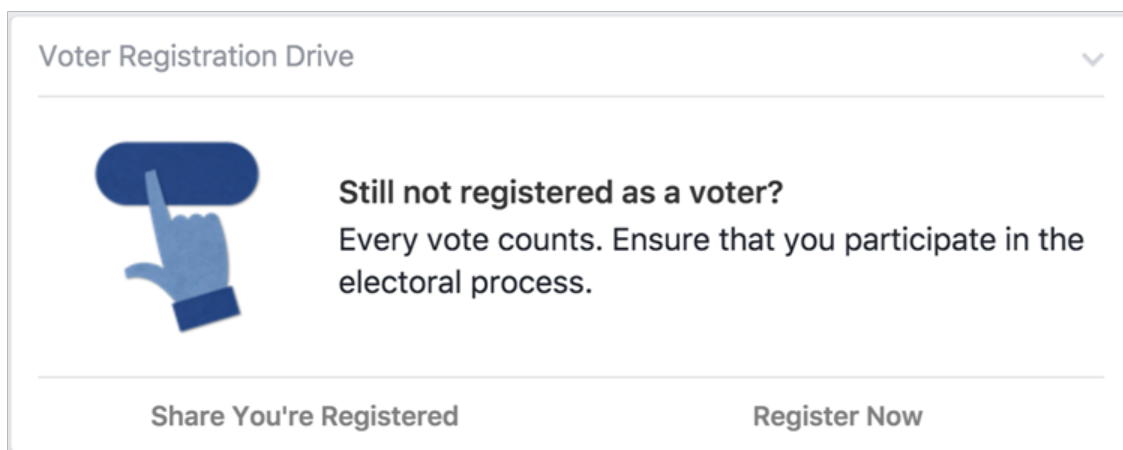 Voter Registration Drive
Still not registered as a voter?
Every vote counts. Ensure that you participate in the
electoral process.
Share You're Registered
Register Now